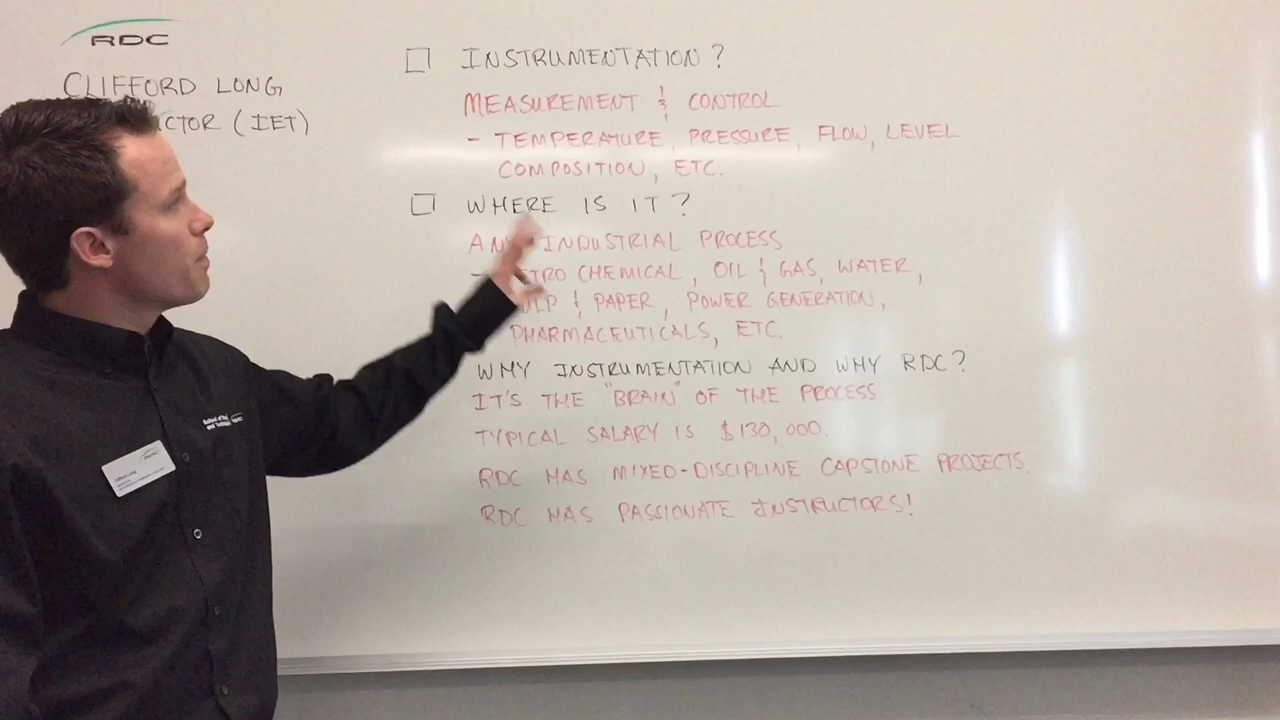 RDC
CLIFFORD LONG
CTOR (IET)
INSTRUMENTATION?
MEASUREMENT & CONTROL
- TEMPERATURE, PRESSURE, FLOW, LEVEL
COMPOSITION, ETC.
WHERE IS IT?
ANY INDUSTRIAL PROCESS
- TRO CHEMICAL, OIL & GAS, WATER,
ULP & PAPER, POWER GENERATION,
PHARMACEUTICALS, ETC.
WHY INSTRUMENTATION AND WHY RDC?
IT'S THE "BRAIN" OF THE PROCESS.
TYPICAL SALARY IS $130,000.
RDC HAS MIXED-DISCIPLINE CAPSTONE PROJECTS.
RDC HAS PASSIONATE INSTRUCTORS!
Clifford Long